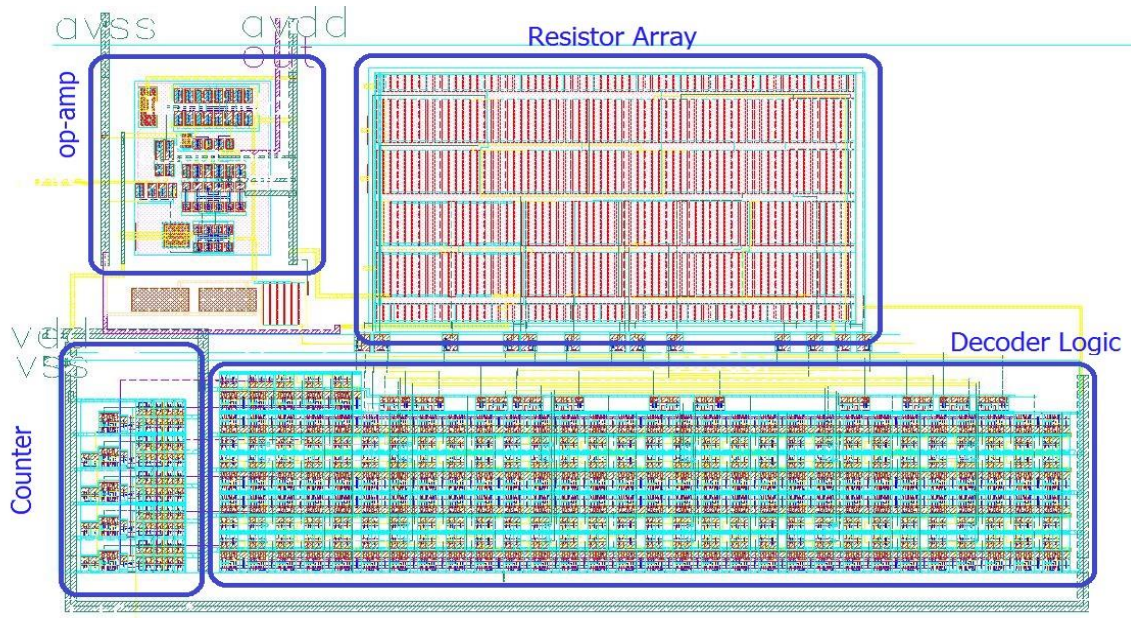 avss
avdd
out
Resistor Array
op-amp
vdd
vss
Decoder Logic
Counter